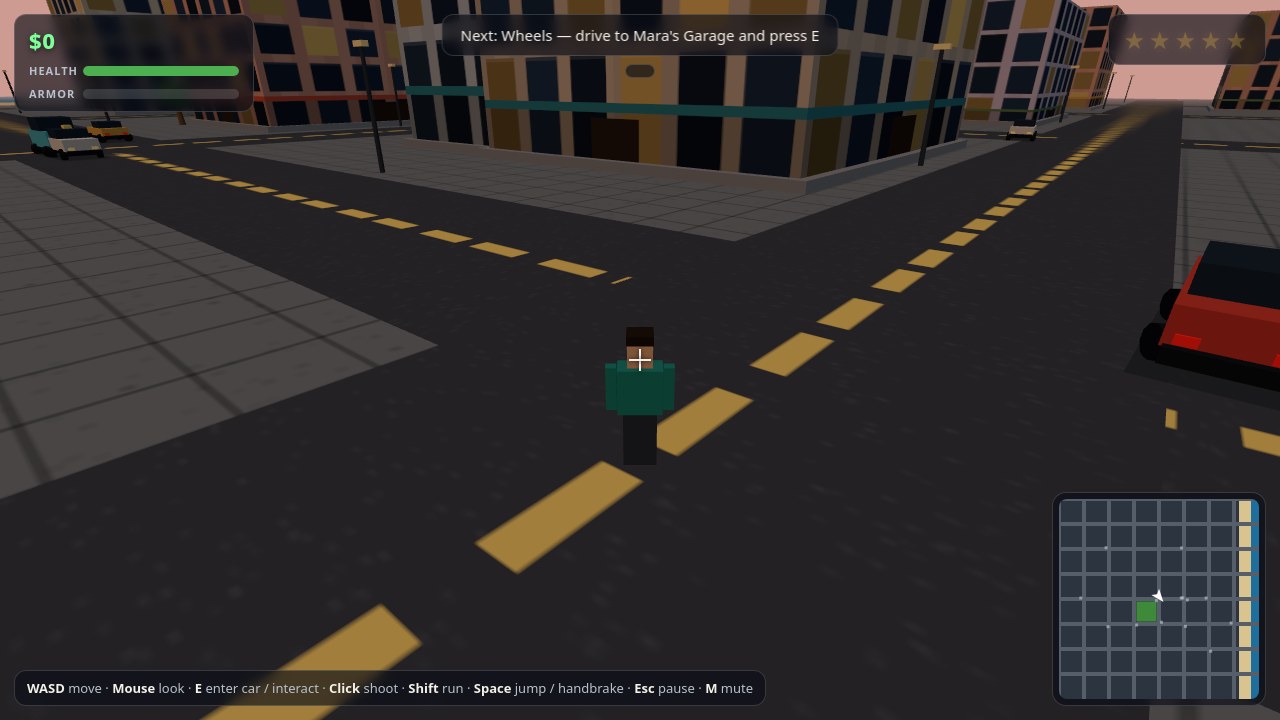 $0
HEALTH
ARMOR
Next: Wheels — drive to Mara's Garage and press E
★★★★★
WASD move · Mouse look · E enter car / interact · Click shoot · Shift run · Space jump / handbrake · Esc pause · M mute